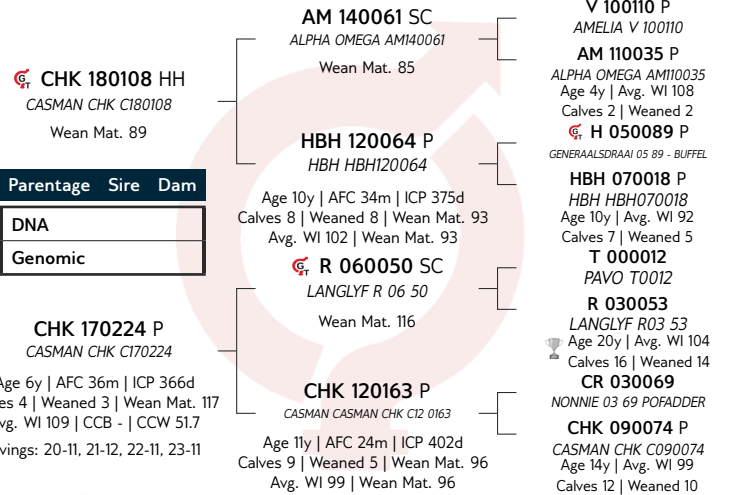 CHK 180108 HH
CASMAN CHK C180108
Wean Mat. 89
Parentage Sire Dam
DNA
Genomic
CHK 170224 P
CASMAN CHK C170224
Age 6y | AFC 36m | ICP 366d
es 4 | Weaned 3 | Wean Mat. 117
vg. WI 109 | CCB - | CCW 51.7
vings: 20-11, 21-12, 22-11, 23-11
AM 140061 SC
ALPHA OMEGA AM140061
Wean Mat. 85
HBH 120064 P
HBH HBH120064
Age 10y | AFC 34m | ICP 375d
Calves 8 | Weaned 8 | Wean Mat. 93
Avg. WI 102 | Wean Mat. 93
R 060050 SC
LANGLYF R 06 50
Wean Mat. 116
CHK 120163 P
CASMAN CASMAN CHK C12 0163
Age 11y | AFC 24m | ICP 402d
Calves 9 | Weaned 5 | Wean Mat. 96
Avg. WI 99 | Wean Mat. 96
V 100110 P
AMELIA V 100110
AM 110035 P
ALPHA OMEGA AM110035
Age 4y | Avg. WI 108
Calves 2 | Weaned 2
H 050089 P
GENERAALSDRAAI 05 89 - BUFFEL
HBH 070018 P
HBH HBH070018
Age 10y | Avg. WI 92
Calves 7 | Weaned 5
T 000012
PAVO T0012
R 030053
LANGLYF R03 53
Age 20y | Avg. WI 104
Calves 16 | Weaned 14
CR 030069
NONNIE 03 69 POFADDER
CHK 090074 P
CASMAN CHK C090074
Age 14y | Avg. WI 99
Calves 12 | Weaned 10